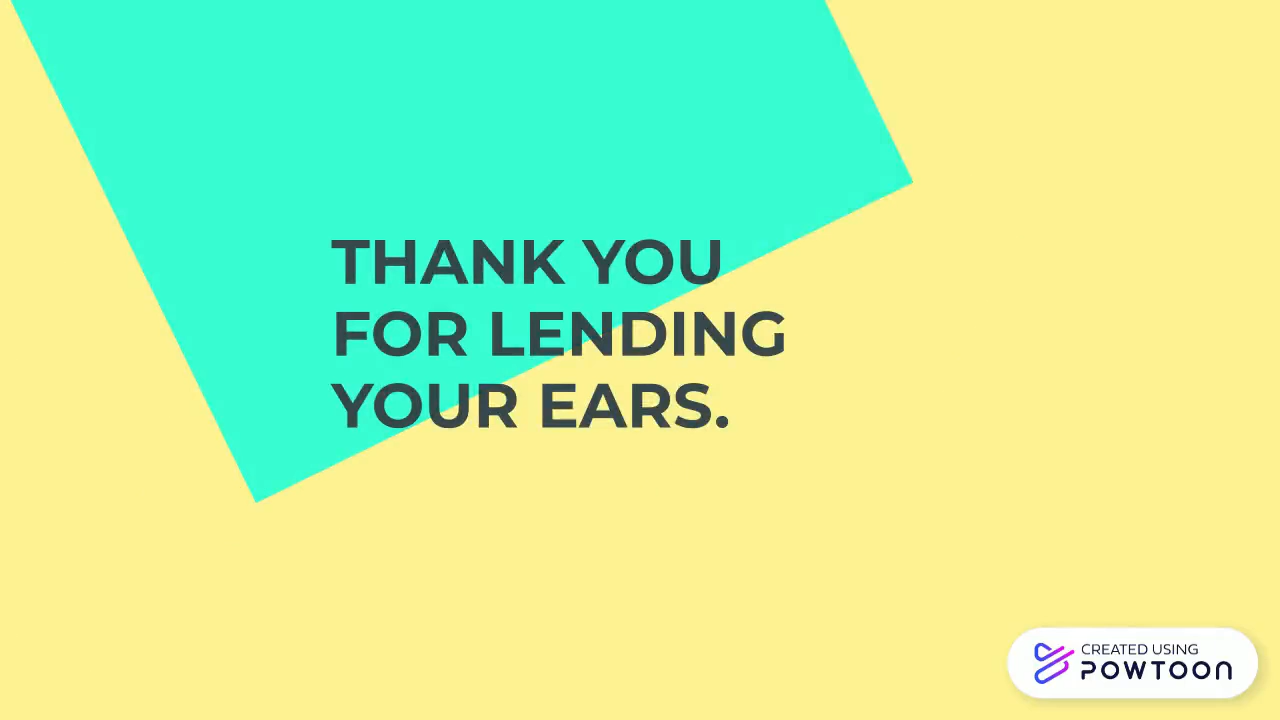 THANK YOU
FOR LENDING
YOUR EARS.
CREATED USING
POWTOON